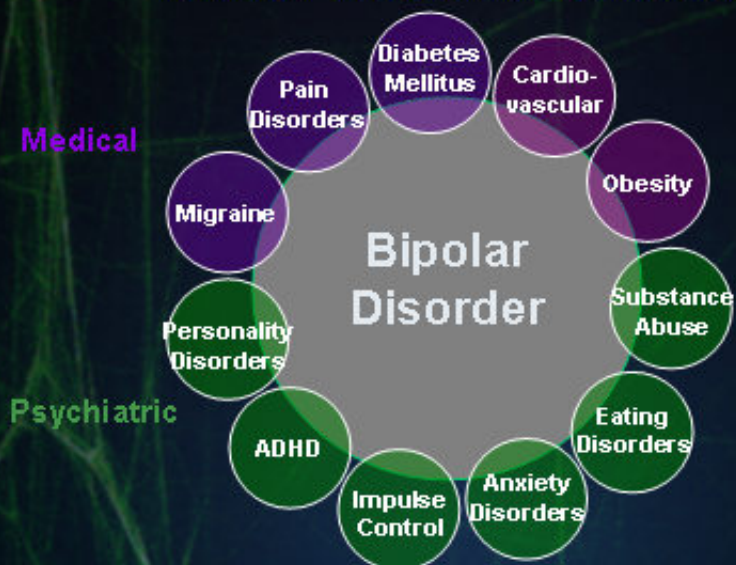 Diabetes
Mellitus
Cardio-
vascular
Pain
Disorders
Medical
Obesity
Migraine
Bipolar
Disorder
Substance
Abuse
Personality
Disorders
Psychiatric
Eating
Disorders
ADHD
Anxiety
Disorders
Impulse
Control